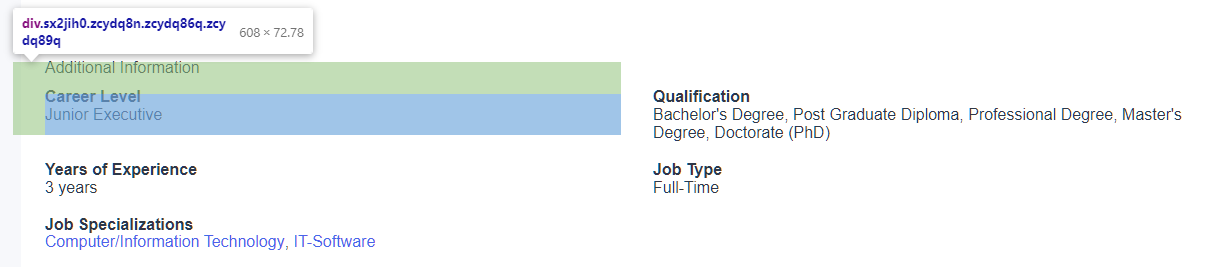 div.sx2jih0.zcydq8n.zcydq86q.zcy
dq89q
608 × 72.78
Additional Information
Career Level
Junior Executive
Qualification
Bachelor's Degree, Post Graduate Diploma, Professional Degree, Master's
Degree, Doctorate (PhD)
Years of Experience
3 years
Job Type
Full-Time
Job Specializations
Computer/Information Technology, IT-Software